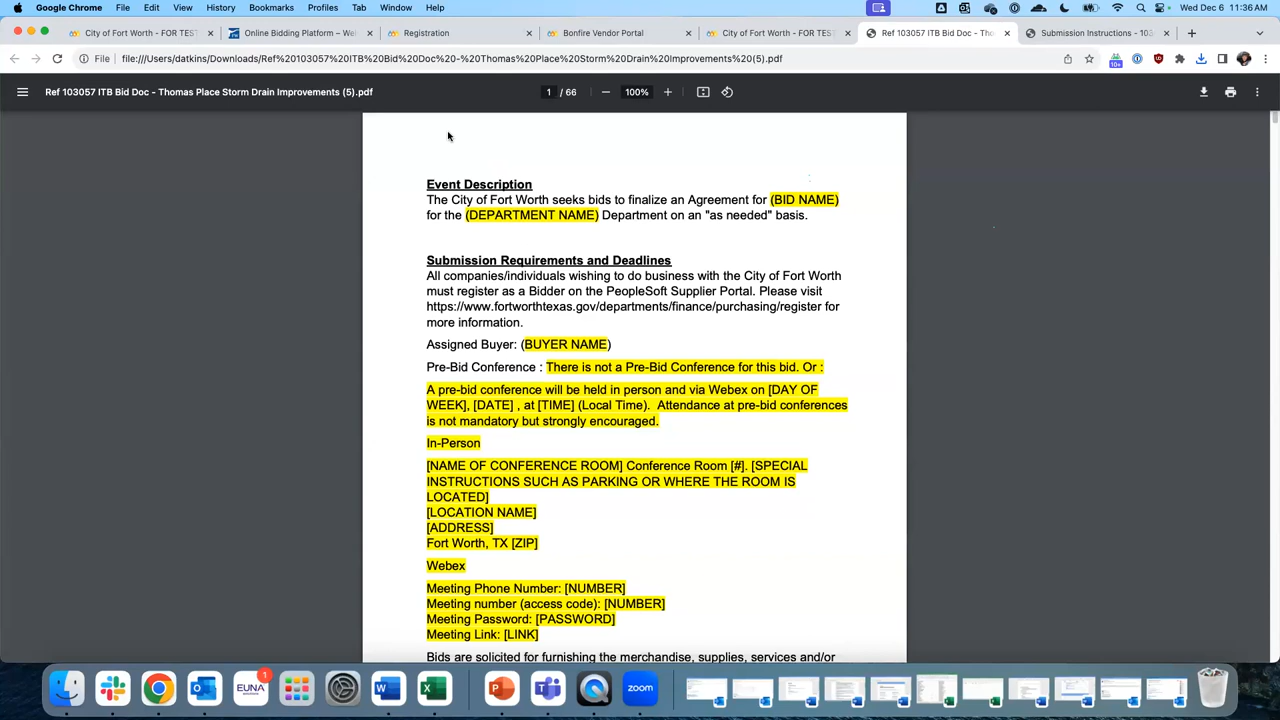 Google Chrome File Edit View History Bookmarks Profiles Tab Window Help
Wed Dec 6 11:36 AM
City of Fort Worth - FOR TES
Online Bidding Platform – We
Registration
Bonfire Vendor Portal
City of Fort Worth - FOR TES
Ref 103057 ITB Bid Doc - Tho
Submission Instructions - 103
File file:///Users/datkins/Downloads/Ref%20103057%20ITB%20Bid%20Doc%20-%20Thomas%20Place%20Storm%20Drain%20Improvements%20(5).pdf
10+
Ref 103057 ITB Bid Doc - Thomas Place Storm Drain Improvements (5).pdf
1 / 66
100%
Event Description
The City of Fort Worth seeks bids to finalize an Agreement for (BID NAME)
for the (DEPARTMENT NAME) Department on an "as needed" basis.
Submission Requirements and Deadlines
All companies/individuals wishing to do business with the City of Fort Worth
must register as a Bidder on the PeopleSoft Supplier Portal. Please visit
https://www.fortworthtexas.gov/departments/finance/purchasing/register for
more information.
Assigned Buyer: (BUYER NAME)
Pre-Bid Conference : There is not a Pre-Bid Conference for this bid. Or :
A pre-bid conference will be held in person and via Webex on [DAY OF
WEEK], [DATE] , at [TIME] (Local Time). Attendance at pre-bid conferences
is not mandatory but strongly encouraged.
In-Person
[NAME OF CONFERENCE ROOM] Conference Room [#]. [SPECIAL
INSTRUCTIONS SUCH AS PARKING OR WHERE THE ROOM IS
LOCATED]
[LOCATION NAME]
[ADDRESS]
Fort Worth, TX [ZIP]
Webex
Meeting Phone Number: [NUMBER]
Meeting number (access code): [NUMBER]
Meeting Password: [PASSWORD]
Meeting Link: [LINK]
Bids are solicited for furnishing the merchandise, supplies, services and/or
EUNA
1
zoom